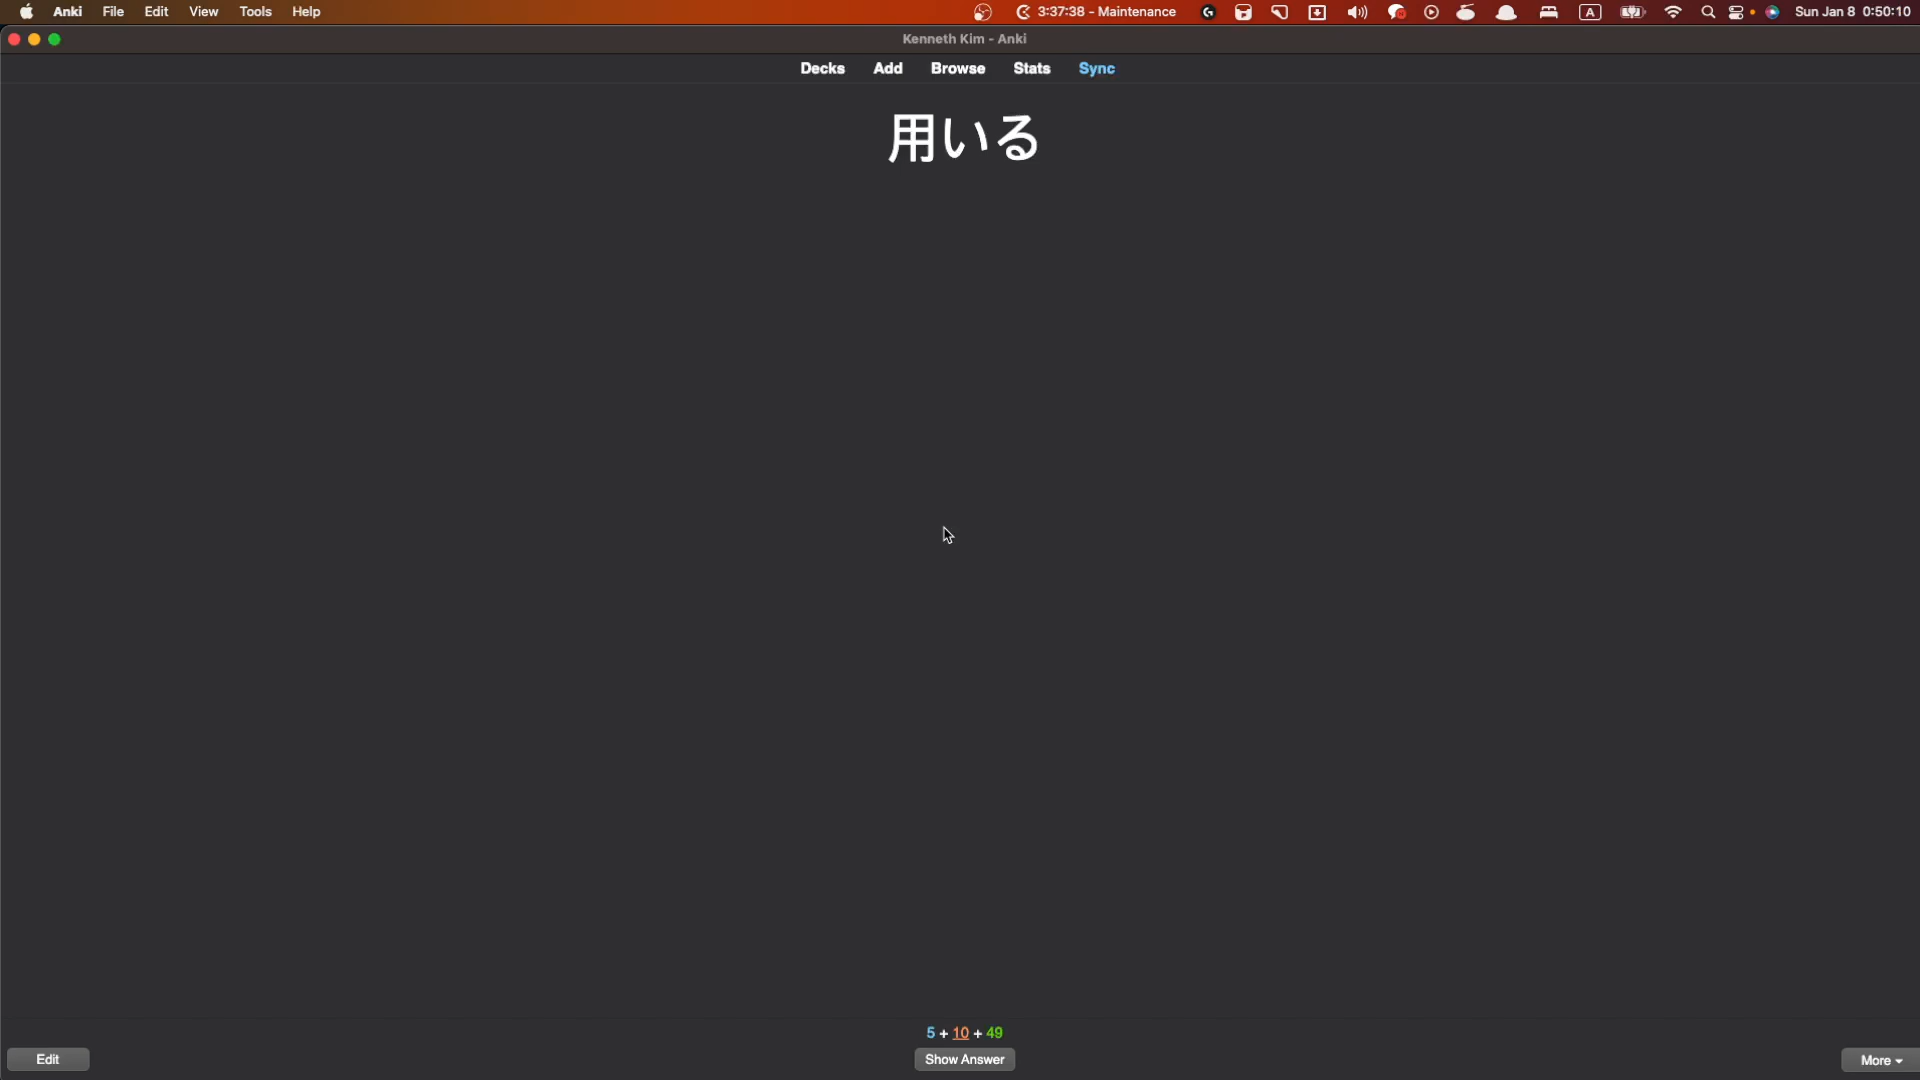 Anki File Edit View Tools Help 3:37:38 - Maintenance A Sun Jan 8 0:50:10
Kenneth Kim - Anki
Decks Add Browse Stats Sync
用いる
5 + 10 + 49
Edit Show Answer More